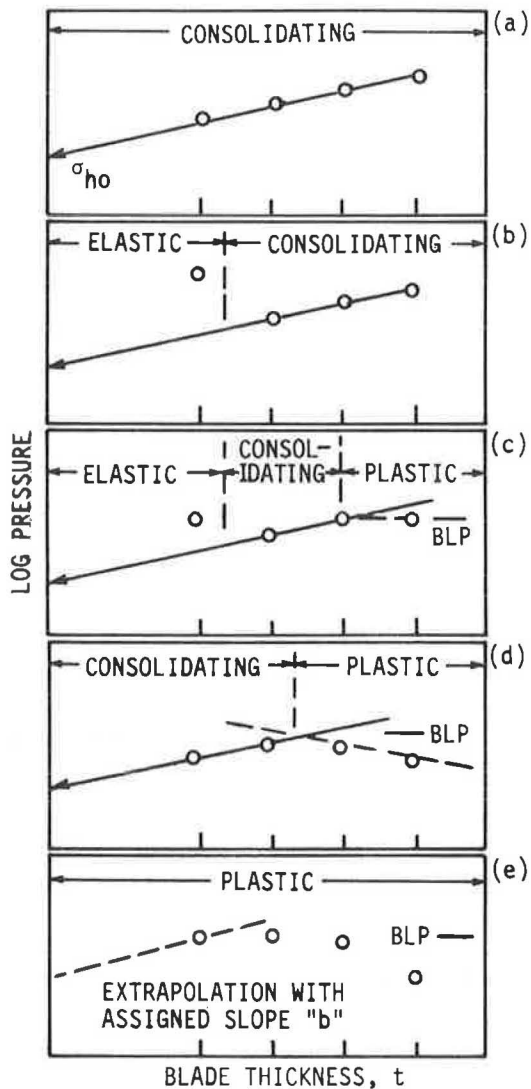 (a)
CONSOLIDATING
σho
(b)
ELASTIC
CONSOLIDATING
(c)
CONSOL-
ELASTIC
IDATING
PLASTIC
BLP
(d)
CONSOLIDATING
PLASTIC
BLP
(e)
PLASTIC
BLP
EXTRAPOLATION WITH
ASSIGNED SLOPE "b"
LOG PRESSURE
BLADE THICKNESS, t